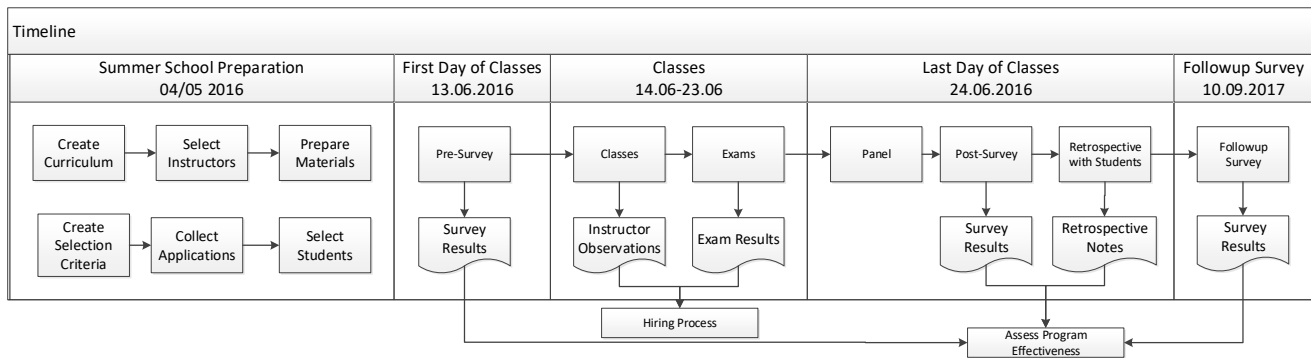 Timeline
Summer School Preparation
04/05 2016
First Day of Classes
13.06.2016
Classes
14.06-23.06
Last Day of Classes
24.06.2016
Followup Survey
10.09.2017
Create
Curriculum
Select
Instructors
Prepare
Materials
Pre-Survey
Classes
Exams
Panel
Post-Survey
Retrospective
with Students
Followup
Survey
Create
Selection
Criteria
Collect
Applications
Select
Students
Survey
Results
Instructor
Observations
Exam Results
Survey
Results
Retrospective
Notes
Survey
Results
Hiring Process
Assess Program
Effectiveness